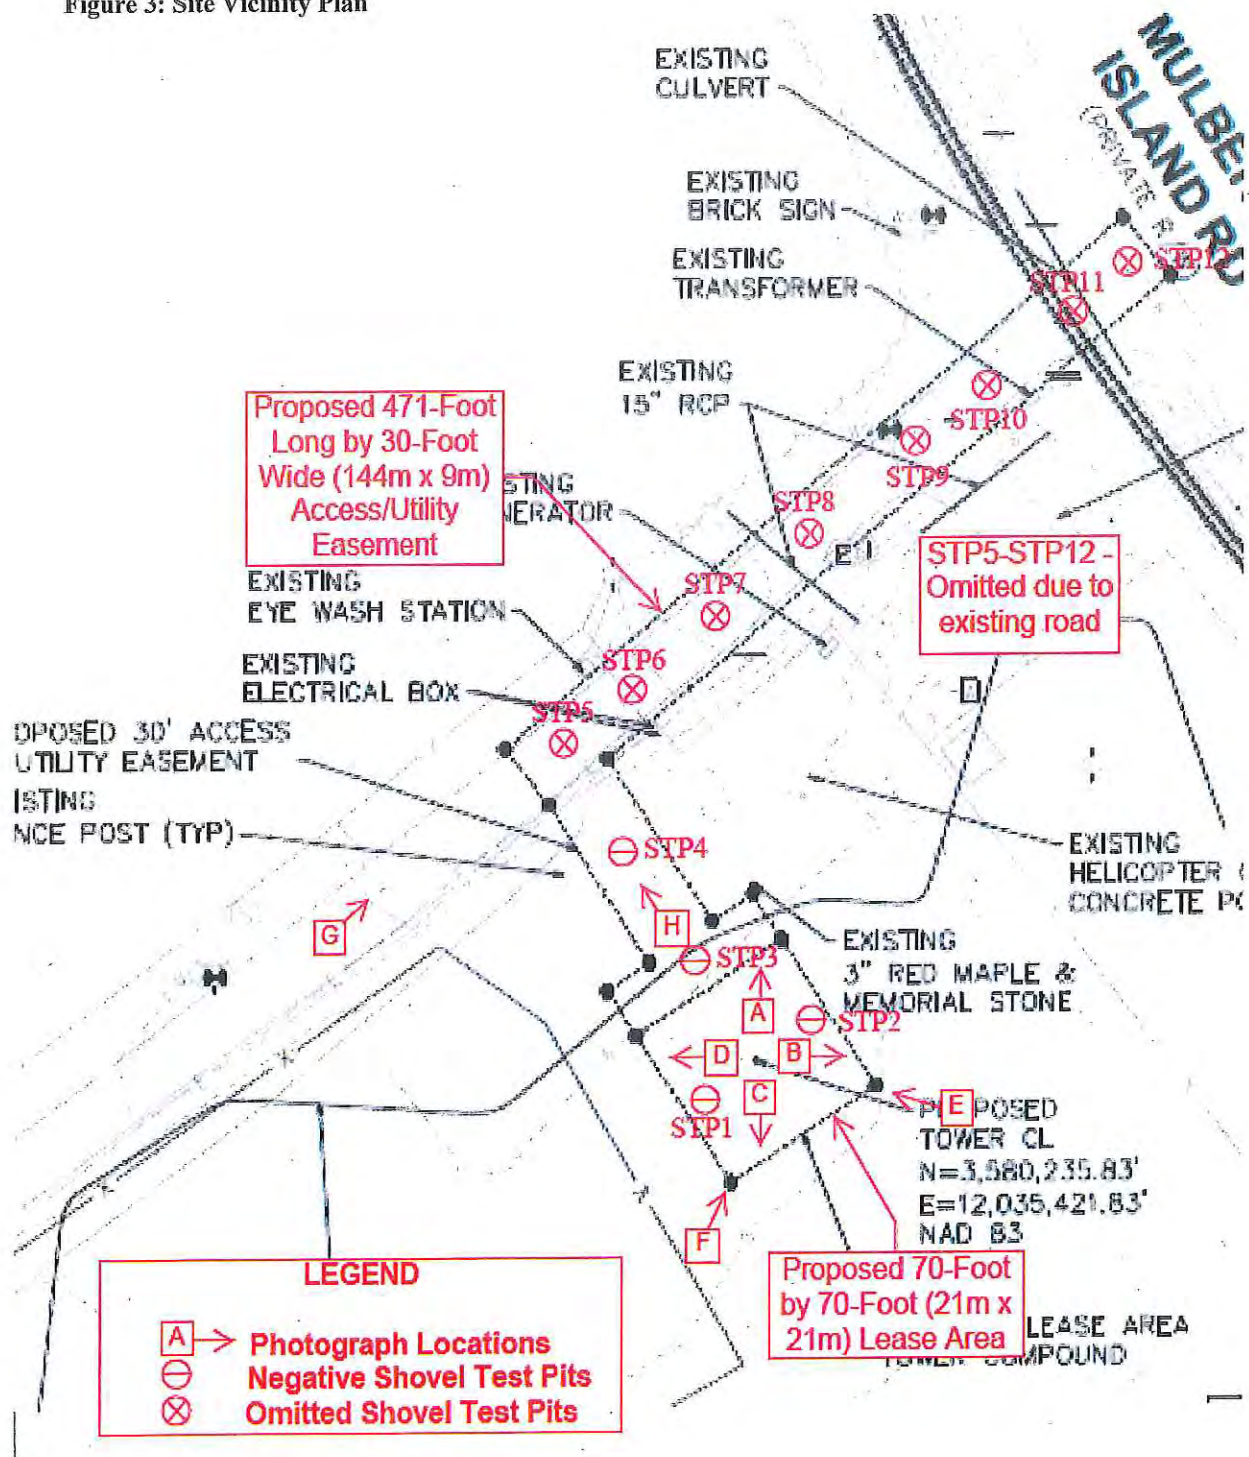 Figure 3: Site Vicinity Plan
EXISTING
CULVERT
ISLAND RD
(PRIVATE
EXISTING
BRICK SIGN
EXISTING
TRANSFORMER
STP12
STP11
EXISTING
15" RCP
STP10
STP9
STP8
Proposed 471-Foot
Long by 30-Foot
Wide (144m x 9m)
Access/Utility
Easement
STING
NERATOR
E
STP5-STP12 -
Omitted due to
existing road
EXISTING
EYE WASH STATION
STP7
STP6
EXISTING
ELECTRICAL BOX
STP5
OPOSED 30' ACCESS
UTILITY EASEMENT
ISTING
NCE POST (TYP)
STP4
EXISTING
HELICOPTER
CONCRETE
G
H
STP3
EXISTING
3" RED MAPLE &
MEMORIAL STONE
A
STP2
D
B
C
E
STP1
POSED
TOWER CL
N=3,580,235.83'
E=12,035,421.83'
NAD 83
F
Proposed 70-Foot
by 70-Foot (21m x
21m) Lease Area
LEASE AREA
TOWER COMPOUND
LEGEND
A Photograph Locations
Negative Shovel Test Pits
Omitted Shovel Test Pits